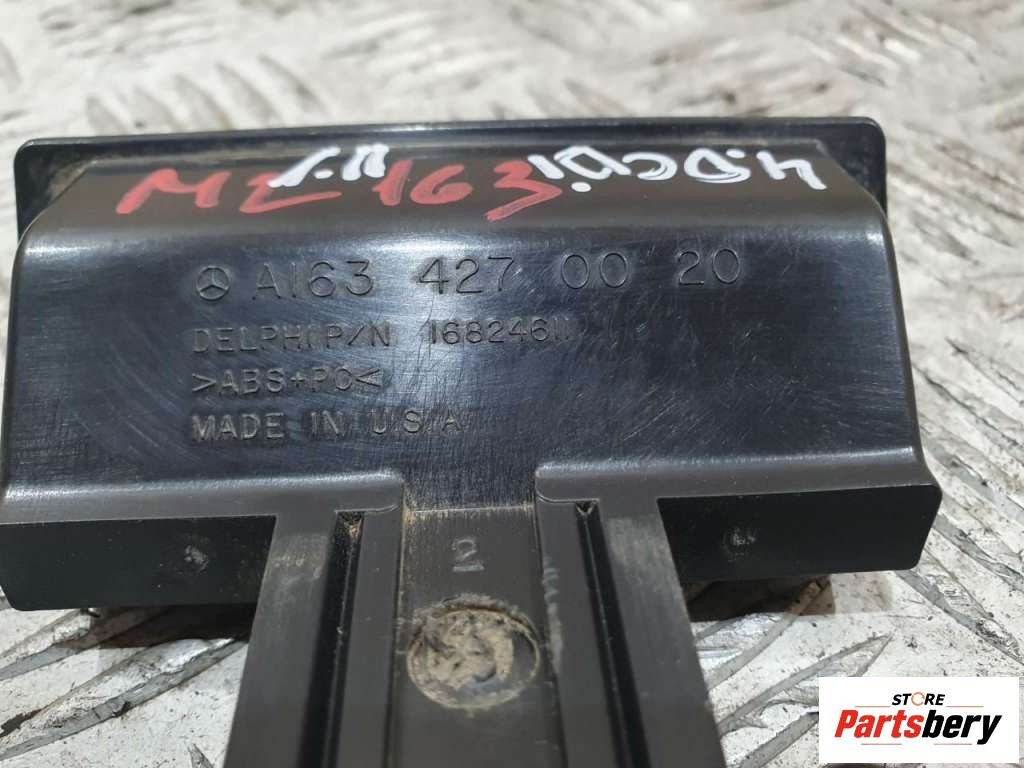 ML 163
A163 427 00 20
DELPHI P/N 16824611
>ABS+PC<
MADE IN U.S.A
2
STORE
Partsbery